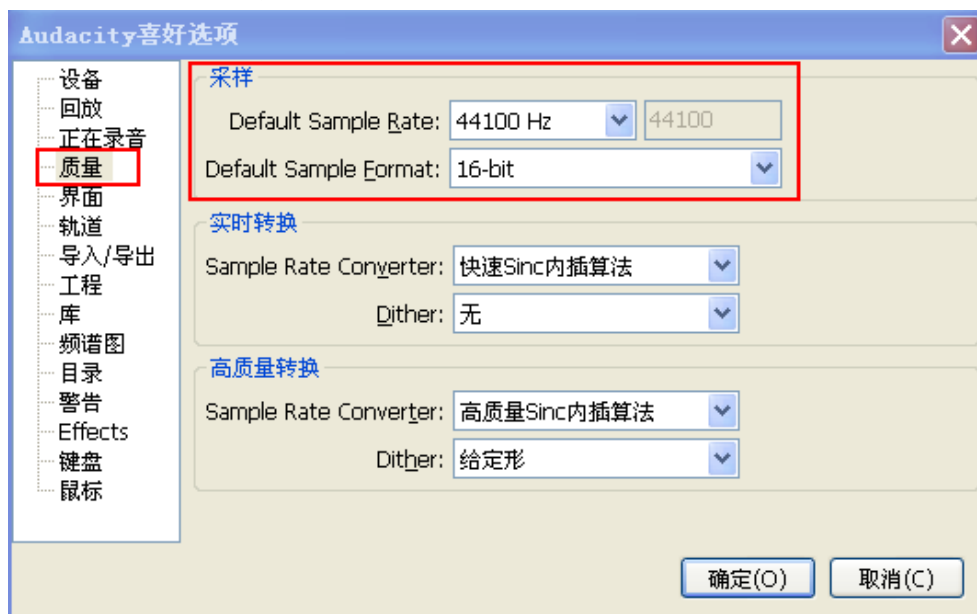 Audacity喜好选项
设备
回放
正在录音
质量
界面
轨道
导入/导出
工程
库
频谱图
目录
警告
Effects
键盘
鼠标
采样
Default Sample Rate: 44100 Hz 44100
Default Sample Format: 16-bit
实时转换
Sample Rate Converter: 快速Sinc内插算法
Dither: 无
高质量转换
Sample Rate Converter: 高质量Sinc内插算法
Dither: 给定形
确定(O) 取消(C)